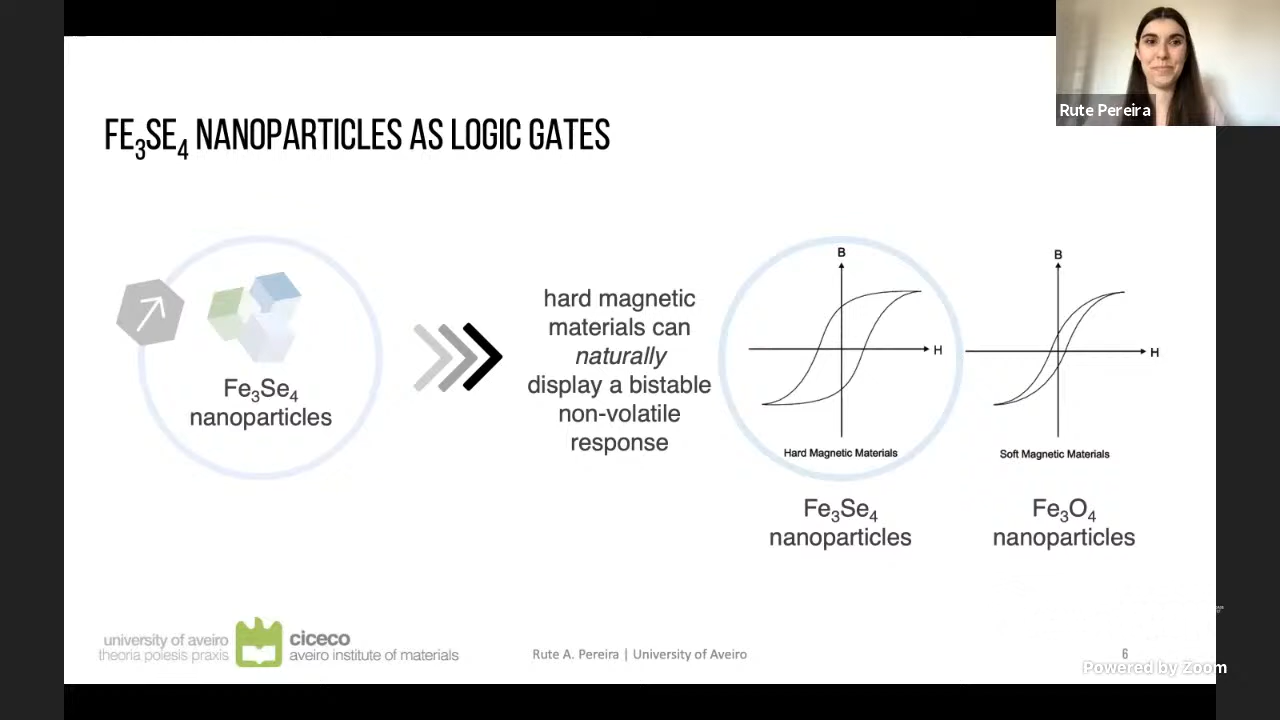 Rute Pereira
FE₃SE₄ NANOPARTICLES AS LOGIC GATES
Fe₃Se₄
nanoparticles
hard magnetic
materials can
naturally
display a bistable
non-volatile
response
B
H
Hard Magnetic Materials
Fe₃Se₄
nanoparticles
B
H
Soft Magnetic Materials
Fe₃O₄
nanoparticles
university of aveiro
theoria poiesis praxis
ciceco
aveiro institute of materials
Rute A. Pereira | University of Aveiro
6
Powered by Zoom